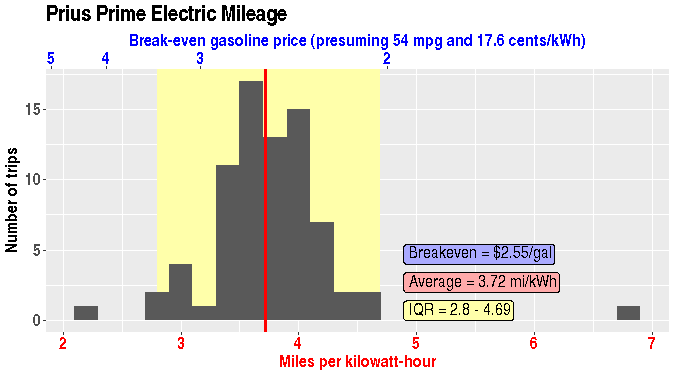 Prius Prime Electric Mileage
Break-even gasoline price (presuming 54 mpg and 17.6 cents/kWh)
5 4 3 2
15
10
5
0
Number of trips
Breakeven = $2.55/gal
Average = 3.72 mi/kWh
IQR = 2.8 - 4.69
2 3 4 5 6 7
Miles per kilowatt-hour